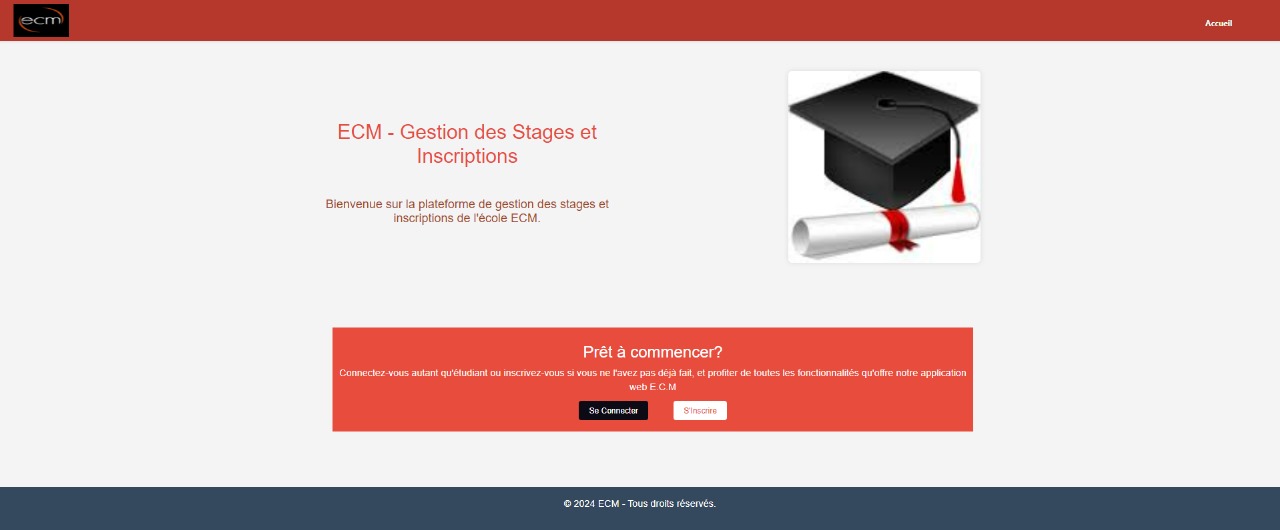 ecm
Accueil
ECM - Gestion des Stages et
Inscriptions
Bienvenue sur la plateforme de gestion des stages et
inscriptions de l'école ECM.
Prêt à commencer?
Connectez-vous autant qu'étudiant ou inscrivez-vous si vous ne l'avez pas déjà fait, et profiter de toutes les fonctionnalités qu'offre notre application
web E.C.M
Se Connecter
S'Inscrire
© 2024 ECM - Tous droits réservés.